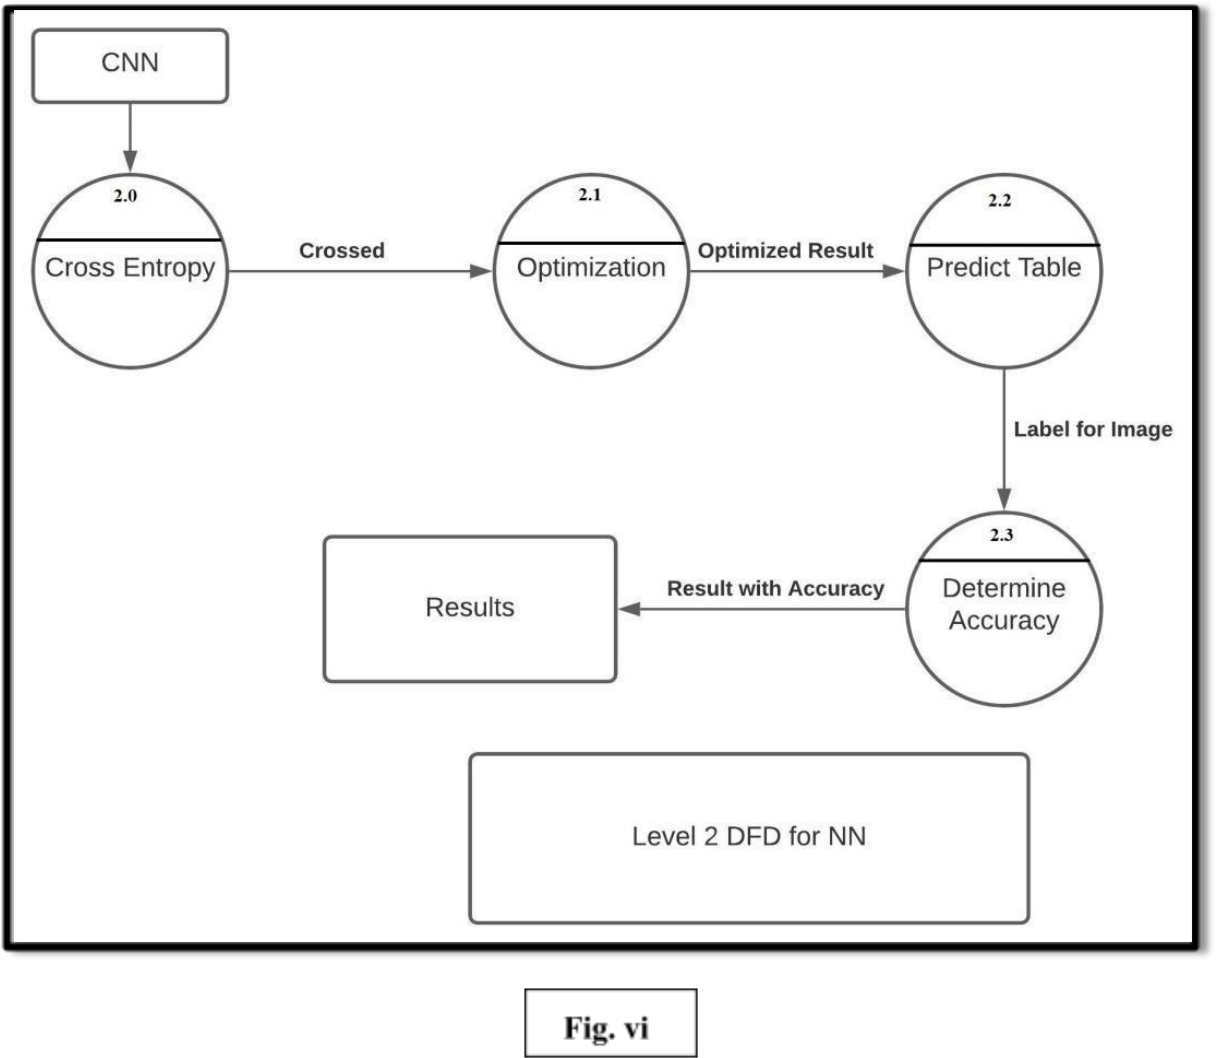 CNN
2.0
Cross Entropy
Crossed
2.1
Optimization
Optimized Result
2.2
Predict Table
Label for Image
2.3
Determine
Accuracy
Result with Accuracy
Results
Level 2 DFD for NN
Fig. vi